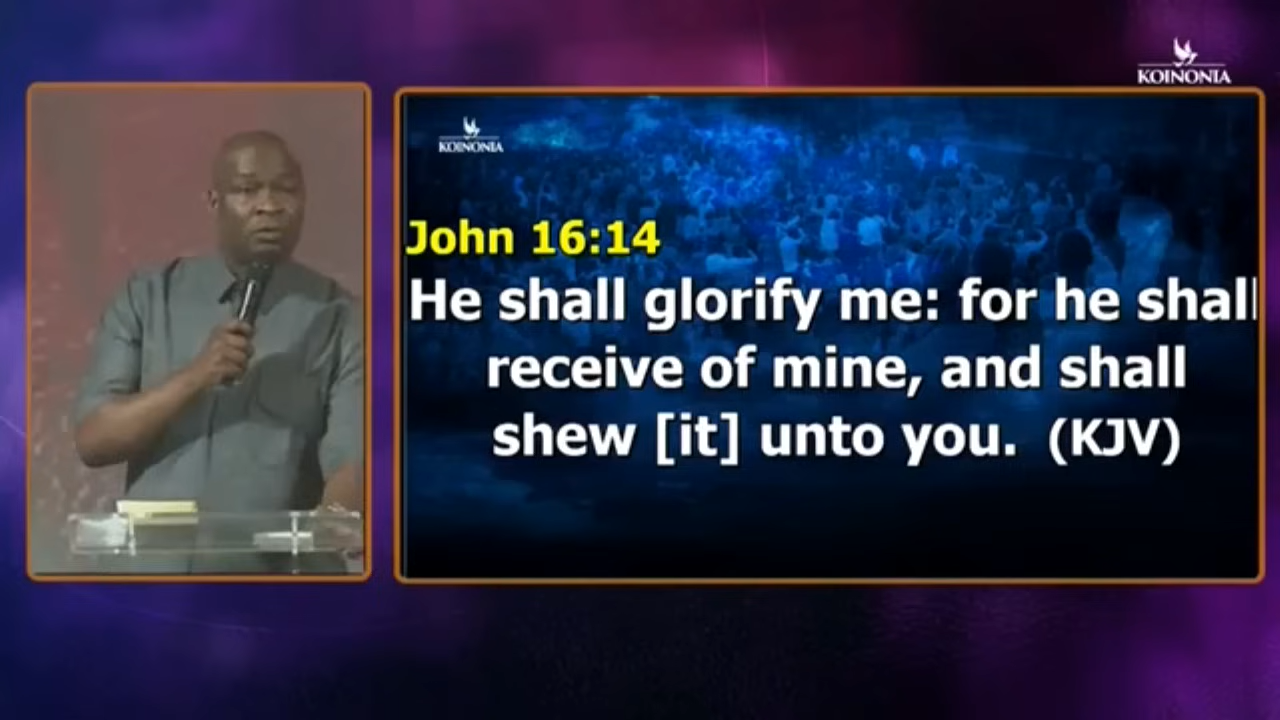 KOINONIA
KOINONIA
John 16:14
He shall glorify me: for he shall
receive of mine, and shall
shew [it] unto you. (KJV)